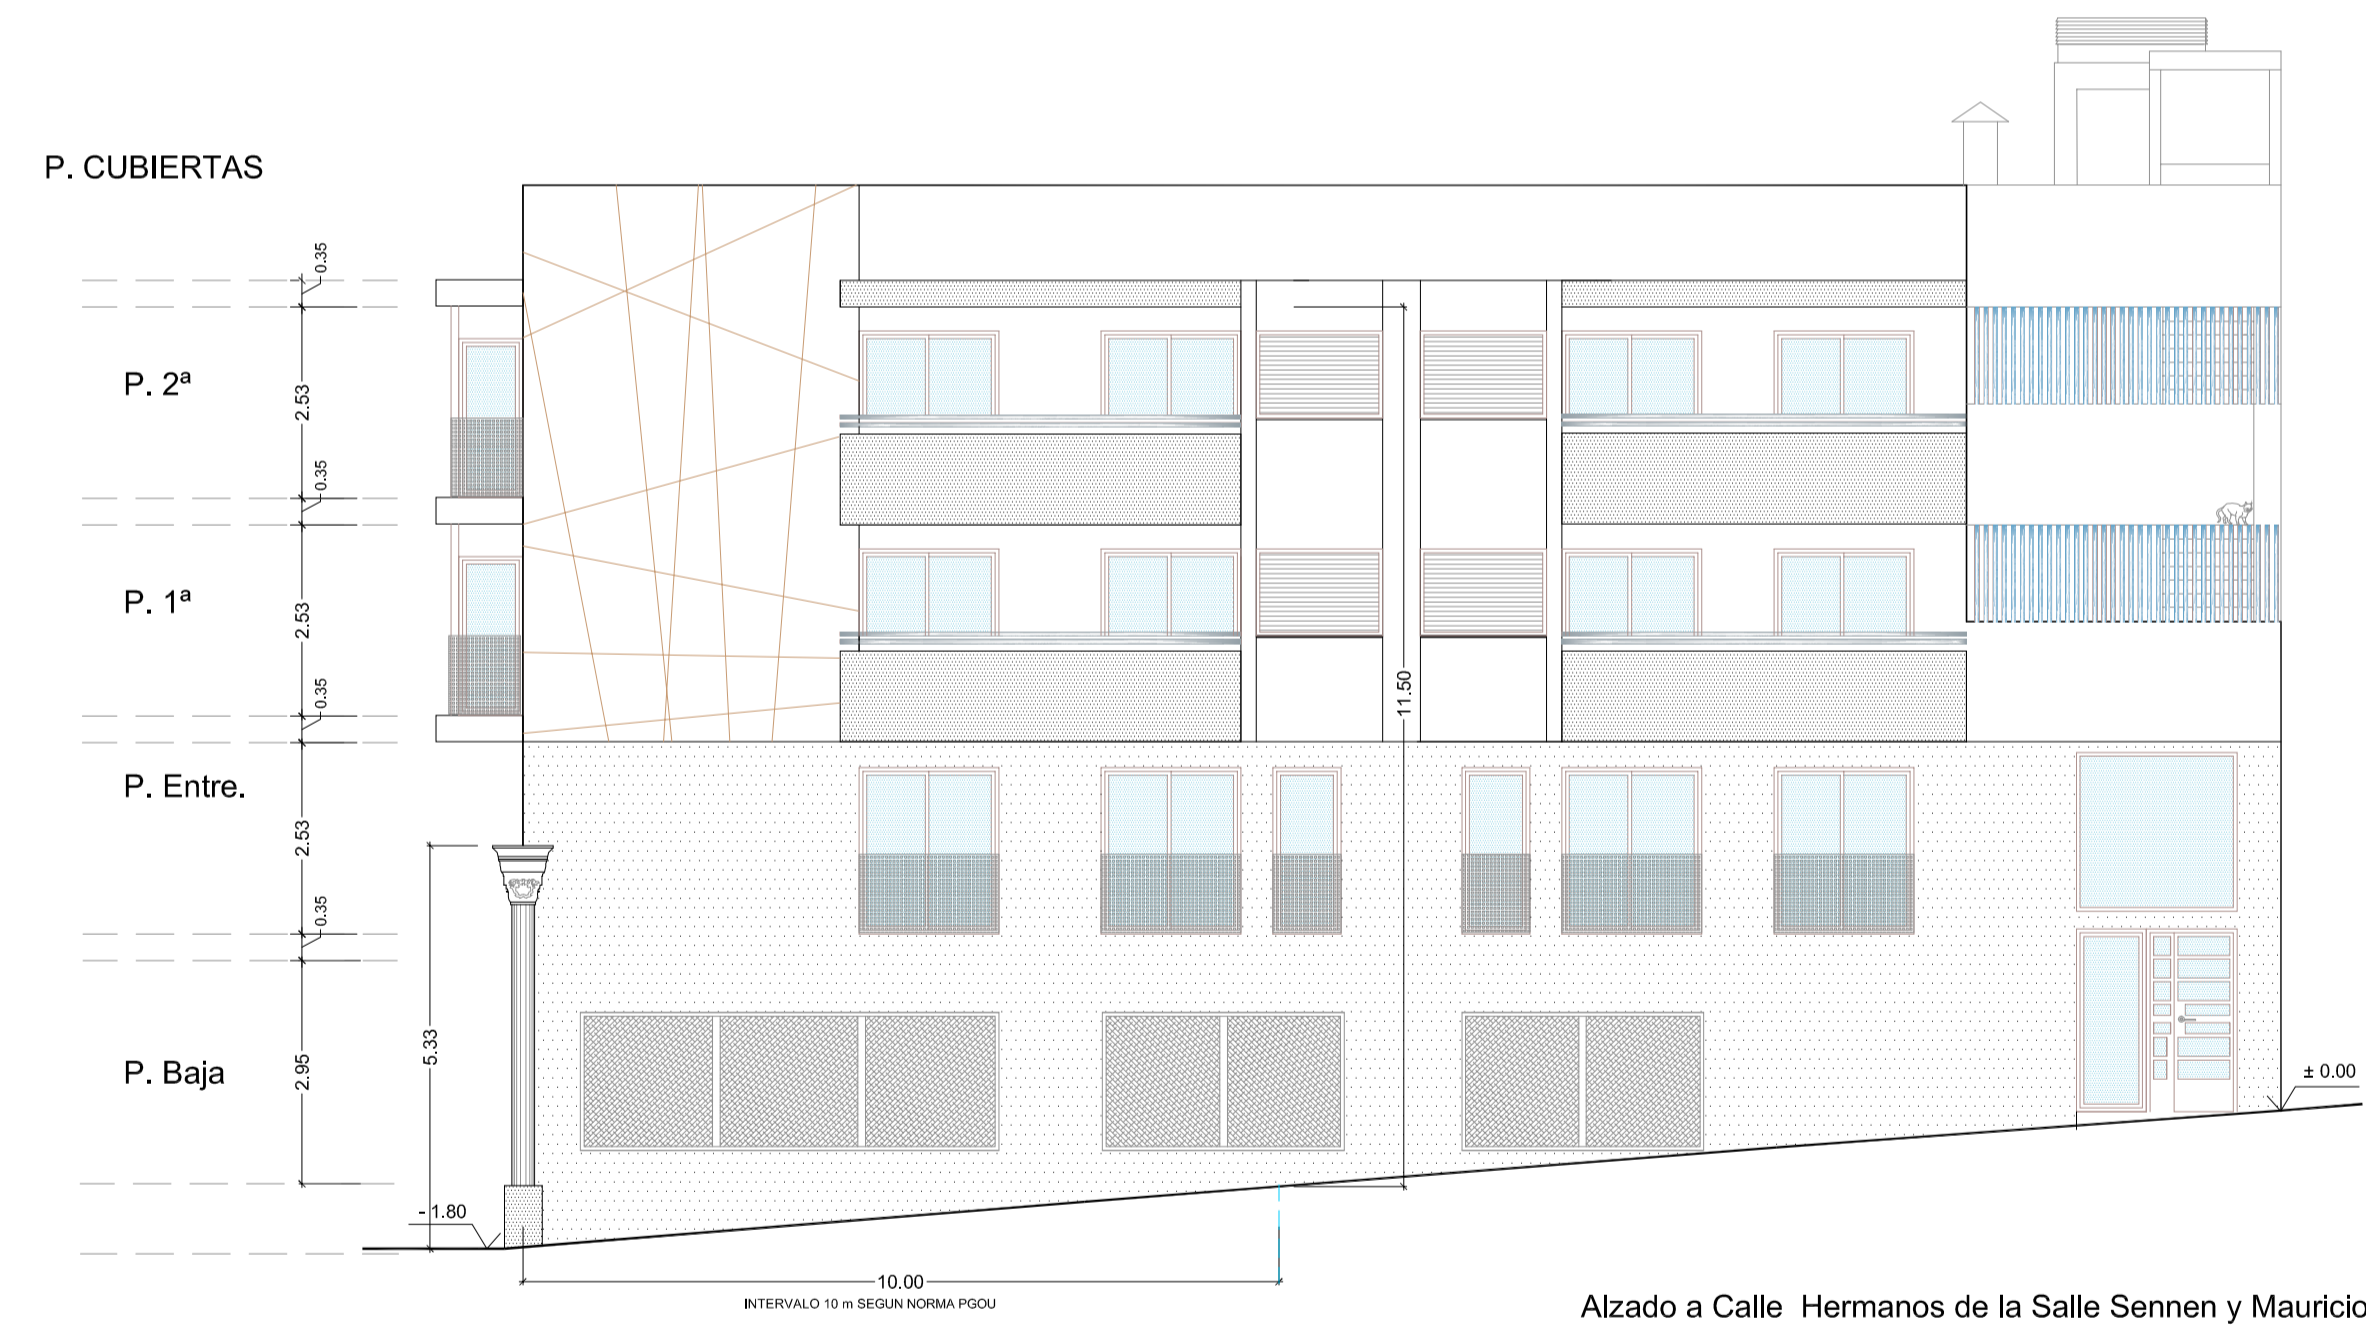 P. CUBIERTAS
0.35
P. 2ª
2.53
0.35
P. 1ª
2.53
0.35
11.50
P. Entre.
2.53
0.35
5.33
P. Baja
2.95
± 0.00
- 1.80
10.00
INTERVALO 10 m SEGUN NORMA PGOU
Alzado a Calle Hermanos de la Salle Sennen y Mauricio